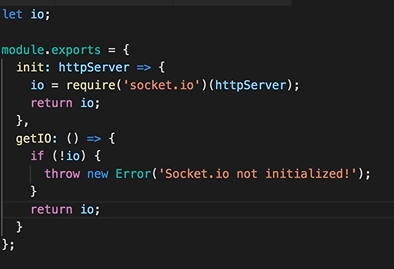 let io;
module.exports = {
  init: httpServer => {
    io = require('socket.io')(httpServer);
    return io;
  },
  getIO: () => {
    if (!io) {
      throw new Error('Socket.io not initialized!');
    }
    return io;
  }
};